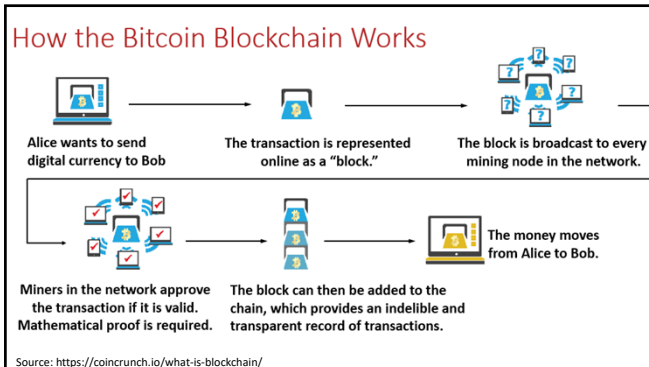 How the Bitcoin Blockchain Works
Alice wants to send
digital currency to Bob
The transaction is represented
online as a “block.”
The block is broadcast to every
mining node in the network.
Miners in the network approve
the transaction if it is valid.
Mathematical proof is required.
The block can then be added to the
chain, which provides an indelible and
transparent record of transactions.
The money moves
from Alice to Bob.
Source: https://coincrunch.io/what-is-blockchain/